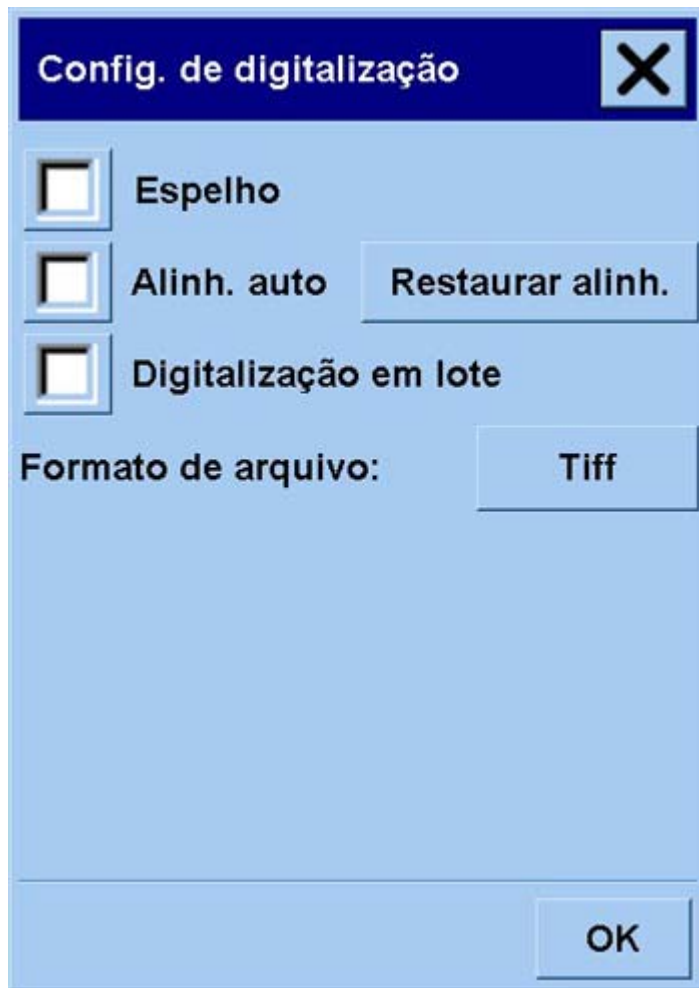 Config. de digitalização
Espelho
Alinh. auto Restaurar alinh.
Digitalização em lote
Formato de arquivo: Tiff
OK